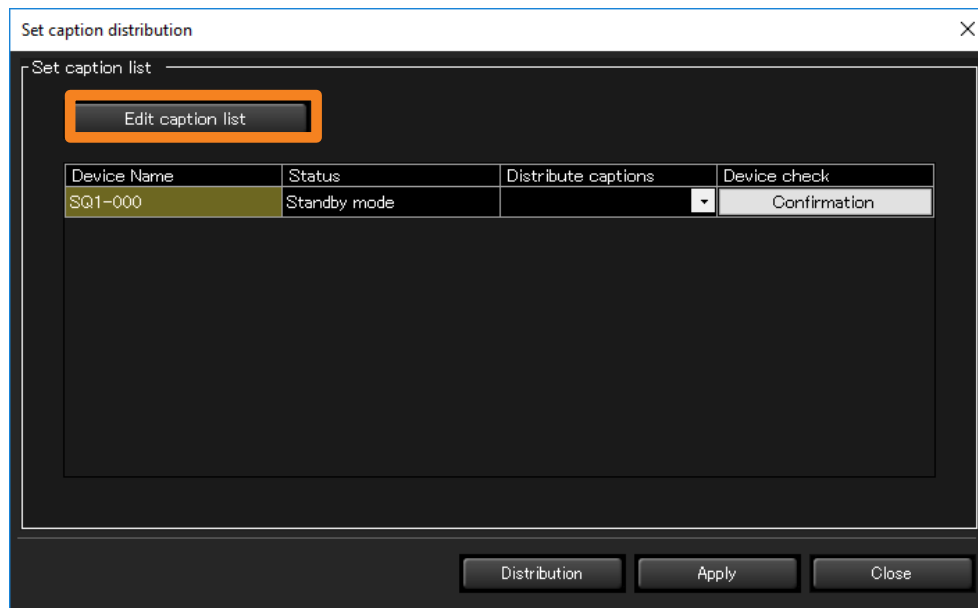 Set caption distribution
Set caption list
Edit caption list
Device Name Status Distribute captions Device check
SQ1-000 Standby mode Confirmation
Distribution Apply Close